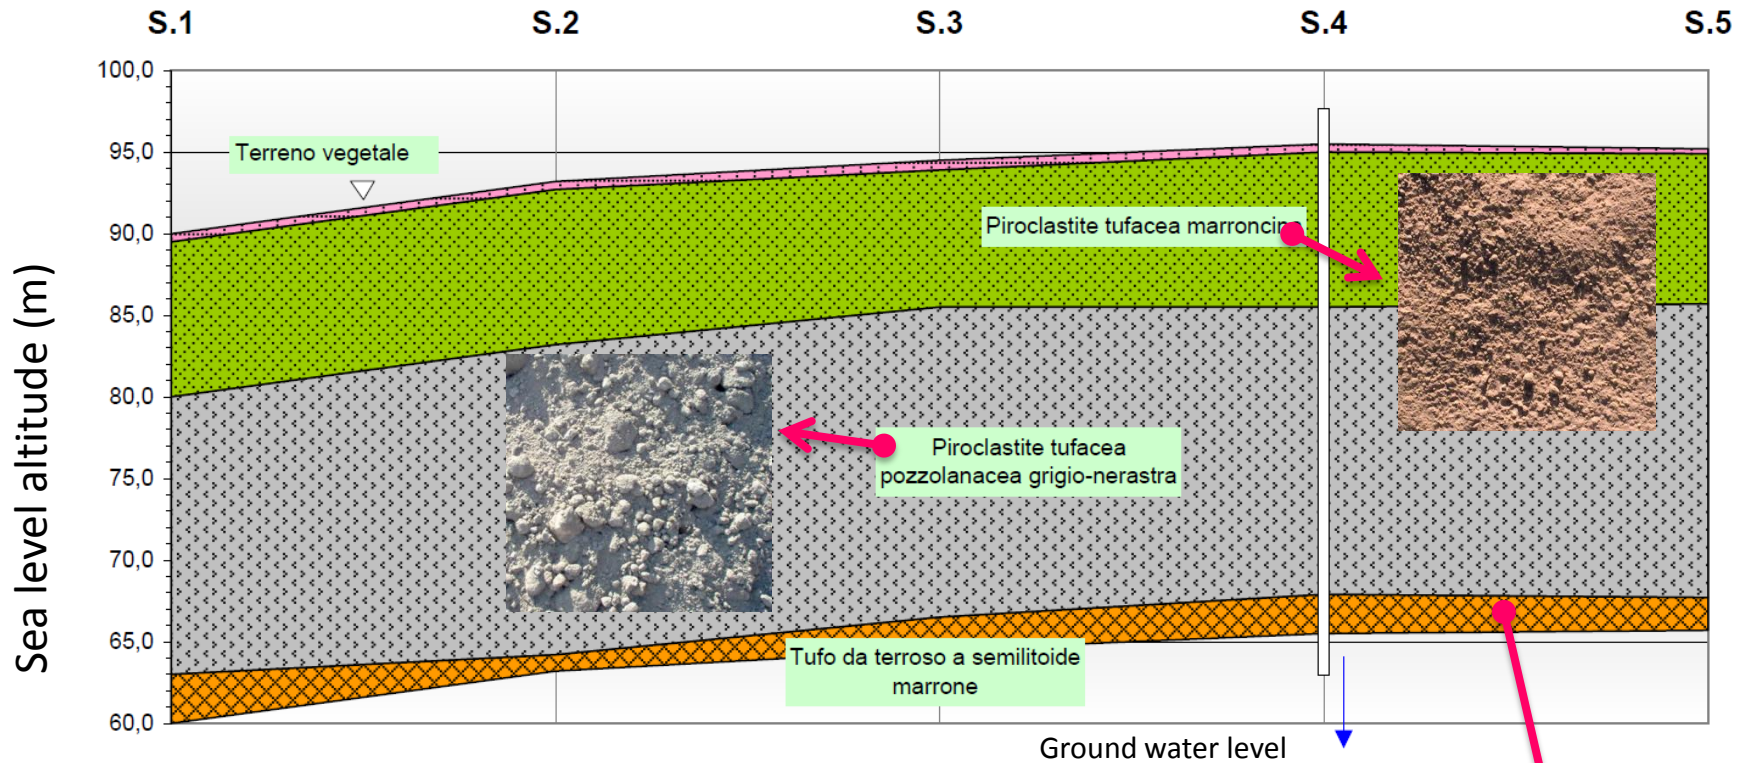 S.1 S.2 S.3 S.4 S.5
100,0
95,0
90,0
85,0
80,0
75,0
70,0
65,0
60,0
Sea level altitude (m)
Terreno vegetale
Piroclastite tufacea marroncina
Piroclastite tufacea
pozzolanacea grigio-nerastra
Tufo da terroso a semilitoide
marrone
Ground water level